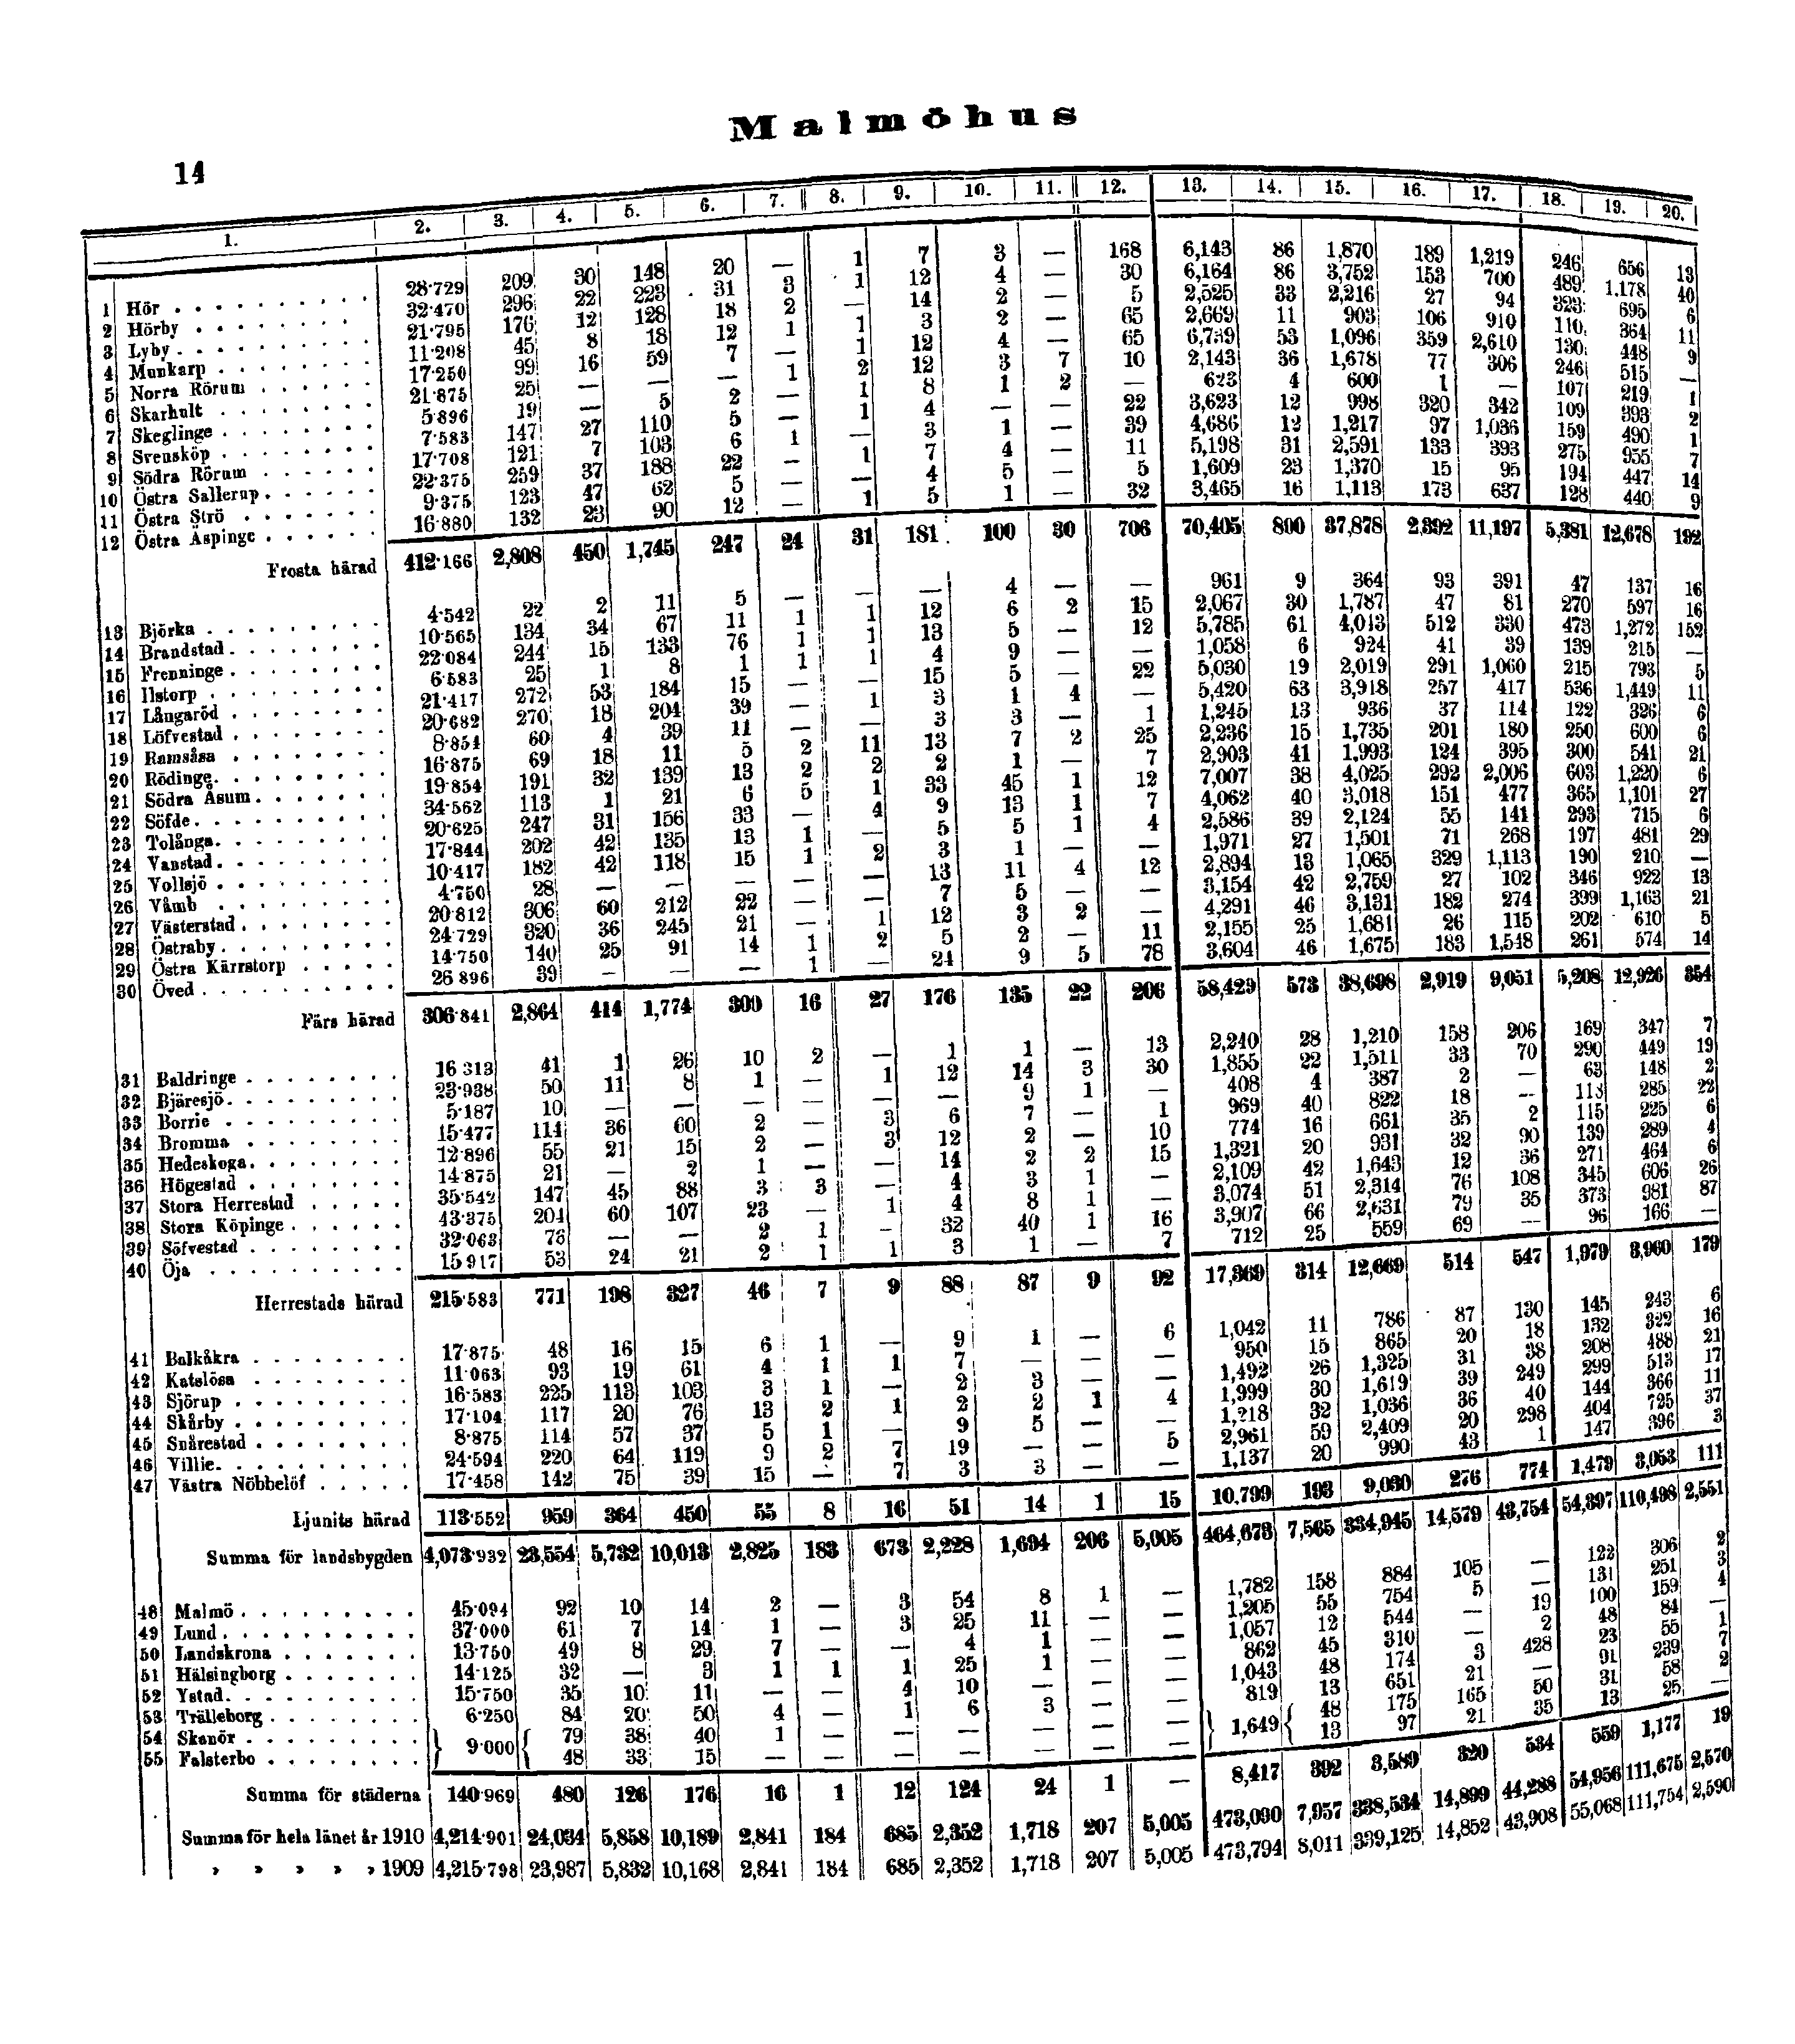 Malmöhus
14
1. 2. 3. 4. 5. 6. 7. 8. 9. 10. 11. 12. 13. 14. 15. 16. 17. 18. 19. 20.
1 Hör 28·729 209 30 148 20 — 1 7 3 — 168 6,143 86 1,870 189 1,219 246 656 13
2 Hörby 32·470 296 22 223 31 3 1 12 4 — 30 6,164 86 3,752 153 700 489 1,178 40
3 Lyby 21·795 176 12 128 18 2 — 14 2 — 5 2,525 33 2,216 27 94 323 695 6
4 Munkarp 11·208 45 8 18 12 1 1 3 2 — 65 2,669 11 903 106 910 110 364 11
5 Norra Rörum 17·250 99 16 59 7 — 1 12 4 — 65 6,739 53 1,096 359 2,610 130 448 9
6 Skarhult 21·875 25 — — — 1 2 12 3 7 10 2,143 36 1,678 77 306 246 515 —
7 Skeglinge 5·896 19 — 5 2 — 1 8 1 2 — 623 4 600 1 — 107 219 1
8 Svensköp 7·583 147 27 110 5 — 1 4 — — 22 3,623 12 998 320 342 109 393 2
9 Södra Rörum 17·708 121 7 103 6 1 — 3 1 — 39 4,686 12 1,217 97 1,036 159 490 1
10 Östra Sallerup 22·375 259 37 188 22 — 1 7 4 — 11 5,198 31 2,591 133 393 275 955 7
11 Östra Strö 9·375 123 47 62 5 — — 4 5 — 5 1,609 23 1,370 15 95 194 447 14
12 Östra Äspinge 16·880 132 23 90 12 — 1 5 1 — 32 3,465 16 1,113 173 637 128 440 9
Frosta härad 412·166 2,808 450 1,745 247 24 31 181 100 30 706 70,405 800 37,878 2,392 11,197 5,381 12,678 192
13 Björka 4·542 22 2 11 5 — — — 4 — — 961 9 364 93 391 47 137 16
14 Brandstad 10·565 134 34 67 11 1 1 12 6 2 15 2,067 30 1,787 47 81 270 597 16
15 Frenninge 22·084 244 15 133 76 1 1 13 5 — 12 5,785 61 4,013 512 330 473 1,272 152
16 Ilstorp 6·583 25 1 8 1 1 1 4 9 — — 1,058 6 924 41 39 139 215 —
17 Långaröd 21·417 272 53 184 15 — — 15 5 — 22 5,030 19 2,019 291 1,060 215 793 5
18 Löfvestad 20·682 270 18 204 39 — 1 3 1 4 — 5,420 63 3,918 257 417 536 1,449 11
19 Ramsåsa 8·854 60 4 39 11 — — 3 3 — 1 1,245 13 936 37 114 122 326 6
20 Rödinge 16·875 69 18 11 5 2 11 13 7 2 25 2,236 15 1,735 201 180 250 600 6
21 Södra Åsum 19·854 191 32 139 13 2 2 2 1 — 7 2,903 41 1,993 124 395 300 541 21
22 Söfde 34·562 113 1 21 6 5 1 33 45 1 12 7,007 38 4,025 292 2,006 603 1,220 6
23 Tolånga 20·625 247 31 156 33 — 4 9 13 1 7 4,062 40 3,018 151 477 365 1,101 27
24 Vanstad 17·844 202 42 135 13 1 — 5 5 1 4 2,586 39 2,124 55 141 293 715 6
25 Vollsjö 10·417 182 42 118 15 1 2 3 1 — — 1,971 27 1,501 71 268 197 481 29
26 Våmb 4·750 28 — — — — — 13 11 4 12 2,894 13 1,065 329 1,113 190 210 —
27 Västerstad 20·812 306 60 212 22 — — 7 5 — — 3,154 42 2,759 27 102 346 922 13
28 Östraby 24·729 320 36 245 21 — 1 12 3 2 — 4,291 46 3,131 182 274 399 1,163 21
29 Östra Kärrstorp 14·750 140 25 91 14 1 2 5 2 — 11 2,155 25 1,681 26 115 202 610 5
30 Öved 26·896 39 — — — 1 — 24 9 5 78 3,604 46 1,675 183 1,548 261 574 14
Färs härad 306·841 2,864 414 1,774 300 16 27 176 135 22 206 58,429 573 38,698 2,919 9,051 5,208 12,926 354
31 Baldringe 16·313 41 1 26 10 2 — 1 1 — 13 2,240 28 1,210 158 206 169 347 7
32 Bjäresjö 23·938 50 11 8 1 — 1 12 14 3 30 1,855 22 1,511 33 70 290 449 19
33 Borrie 5·187 10 — — — — — — 9 1 — 408 4 387 2 — 63 148 2
34 Bromma 15·477 114 36 60 2 — 3 6 7 — 1 969 40 822 18 — 113 285 22
35 Hedeskoga 12·896 55 21 15 2 — 3 12 2 — 10 774 16 661 35 2 115 225 6
36 Högestad 14·875 21 — 2 1 — — 14 2 2 15 1,321 20 931 32 90 139 289 4
37 Stora Herrestad 35·542 147 45 88 3 3 — 4 3 1 — 2,109 42 1,643 12 36 271 464 6
38 Stora Köpinge 43·375 204 60 107 23 — 1 4 8 1 — 3,074 51 2,314 76 108 345 606 26
39 Söfvestad 32·063 76 — — 2 1 — 32 40 1 16 3,907 66 2,631 79 35 373 981 87
40 Öja 15·917 53 24 21 2 1 1 3 1 — 7 712 25 559 69 — 96 166 —
Herrestads härad 215·583 771 198 327 46 7 9 88 87 9 92 17,369 314 12,669 514 547 1,979 3,960 179
41 Balkåkra 17·875 48 16 15 6 1 — 9 1 — 6 1,042 11 786 87 130 145 243 6
42 Katslösa 11·063 93 19 61 4 1 1 7 — — — 950 15 865 20 18 132 322 16
43 Sjörup 16·583 225 113 103 3 1 — 2 3 — — 1,492 26 1,325 31 38 208 488 21
44 Skårby 17·104 117 20 76 13 2 1 2 2 1 4 1,999 30 1,619 39 249 299 513 17
45 Snårestad 8·875 114 57 37 5 1 — 9 5 — — 1,218 32 1,036 36 40 144 366 11
46 Villie 24·594 220 64 119 9 2 7 19 — — 5 2,961 59 2,409 20 298 404 725 37
47 Västra Nöbbelöf 17·458 142 75 39 15 — 7 3 3 — — 1,137 20 990 43 1 147 396 3
Ljunits härad 113·552 959 364 450 55 8 16 51 14 1 15 10,799 193 9,030 276 774 1,479 3,053 111
Summa för landsbygden 4,073·932 23,554 5,732 10,013 2,825 183 673 2,228 1,694 206 5,005 464,673 7,565 334,945 14,579 43,754 54,397 110,498 2,551
48 Malmö 45·094 92 10 14 2 — 3 54 8 1 — 1,782 158 884 105 — 122 306 2
49 Lund 37·000 61 7 14 1 — 3 25 11 — — 1,205 55 754 5 — 131 251 3
50 Landskrona 13·750 49 8 29 7 — — 4 1 — — 1,057 12 544 — 19 100 159 4
51 Hälsingborg 14·125 32 — 3 1 1 1 25 1 — — 862 45 310 — 2 48 84 —
52 Ystad 15·750 35 10 11 — — 4 10 — — — 1,043 48 174 3 428 23 55 1
53 Trälleborg 6·250 84 20 50 4 — 1 6 3 — — 819 13 651 21 — 91 239 7
54 Skanör } 9·000 { 79 38 40 1 — — — — — — } 1,649 { 48 175 165 50 31 58 2
55 Falsterbo 48 33 15 — — — — — — — 13 97 21 35 13 25 —
Summa för städerna 140·969 480 126 176 16 1 12 124 24 1 — 8,417 392 3,589 320 534 559 1,177 19
Summa för hela länet år 1910 4,214·901 24,034 5,858 10,189 2,841 184 685 2,352 1,718 207 5,005 473,090 7,957 338,534 14,899 44,288 54,956 111,675 2,570
» » » » » 1909 4,215·798 23,987 5,832 10,168 2,841 184 685 2,352 1,718 207 5,005 473,794 8,011 339,125 14,852 43,908 55,068 111,754 2,590